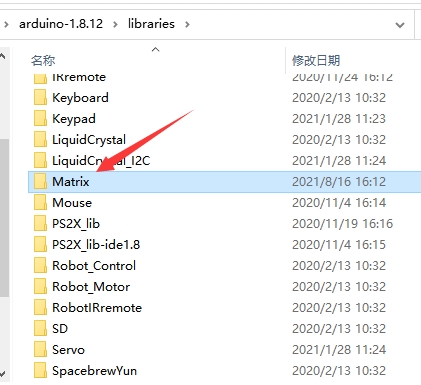 arduino-1.8.12 > libraries >
名称 修改日期
IRremote 2020/11/24 16:12
Keyboard 2020/2/13 10:32
Keypad 2021/1/28 11:23
LiquidCrystal 2020/2/13 10:32
LiquidCrystal_I2C 2021/1/28 11:24
Matrix 2021/8/16 16:12
Mouse 2020/11/4 16:14
PS2X_lib 2020/11/19 16:16
PS2X_lib-ide1.8 2020/11/4 16:15
Robot_Control 2020/2/13 10:32
Robot_Motor 2020/2/13 10:32
RobotIRremote 2020/2/13 10:32
SD 2020/2/13 10:32
Servo 2021/1/28 11:24
SpacebrewYun 2020/2/13 10:32